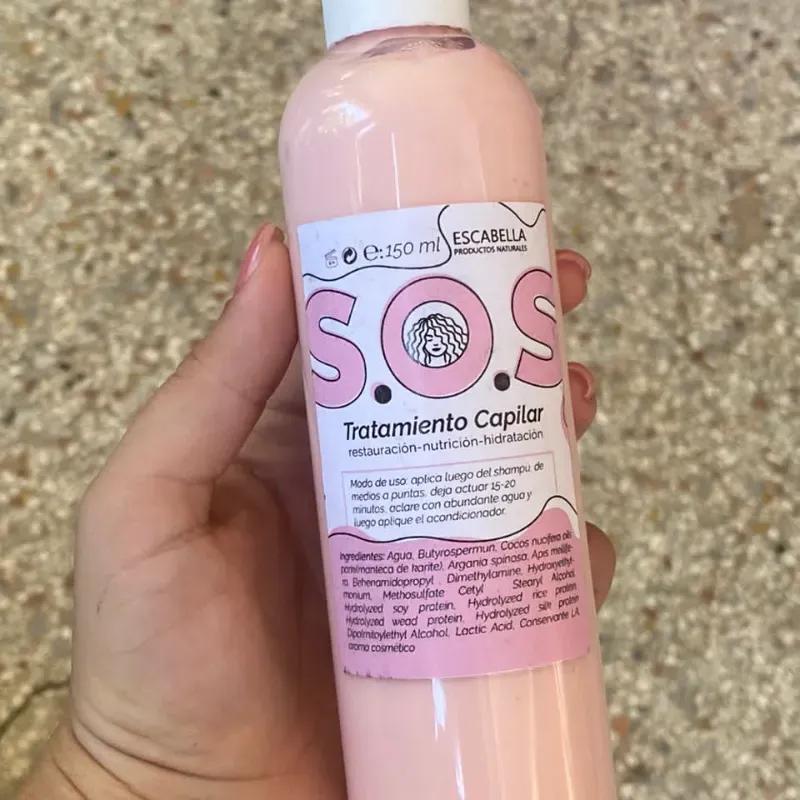 e:150 ml
ESCABELLA
PRODUCTOS NATURALES
S.O.S
Tratamiento Capilar
restauración-nutrición-hidratación
Modo de uso: aplica luego del shampú, de
medios a puntas, deja actuar 15-20
minutos, aclare con abundante agua y
luego aplique el acondicionador.
Ingredientes: Agua, Butyrospermun, Cocos nucifera oils
park(manteca de karite), Argania spinosa, Apis mellife-
ra Behenamidopropyl , Dimethylamine, Hydroxyethyl-
monium, Methosulfate Cetyl Stearyl Alcohol,
Hydrolyzed soy protein, Hydrolyzed rice protein,
Hydrolyzed wead protein, Hydrolyzed silk protein
Dipalmitoylethyl Alcohol, Lactic Acid, Conservante LA,
aroma cosmético